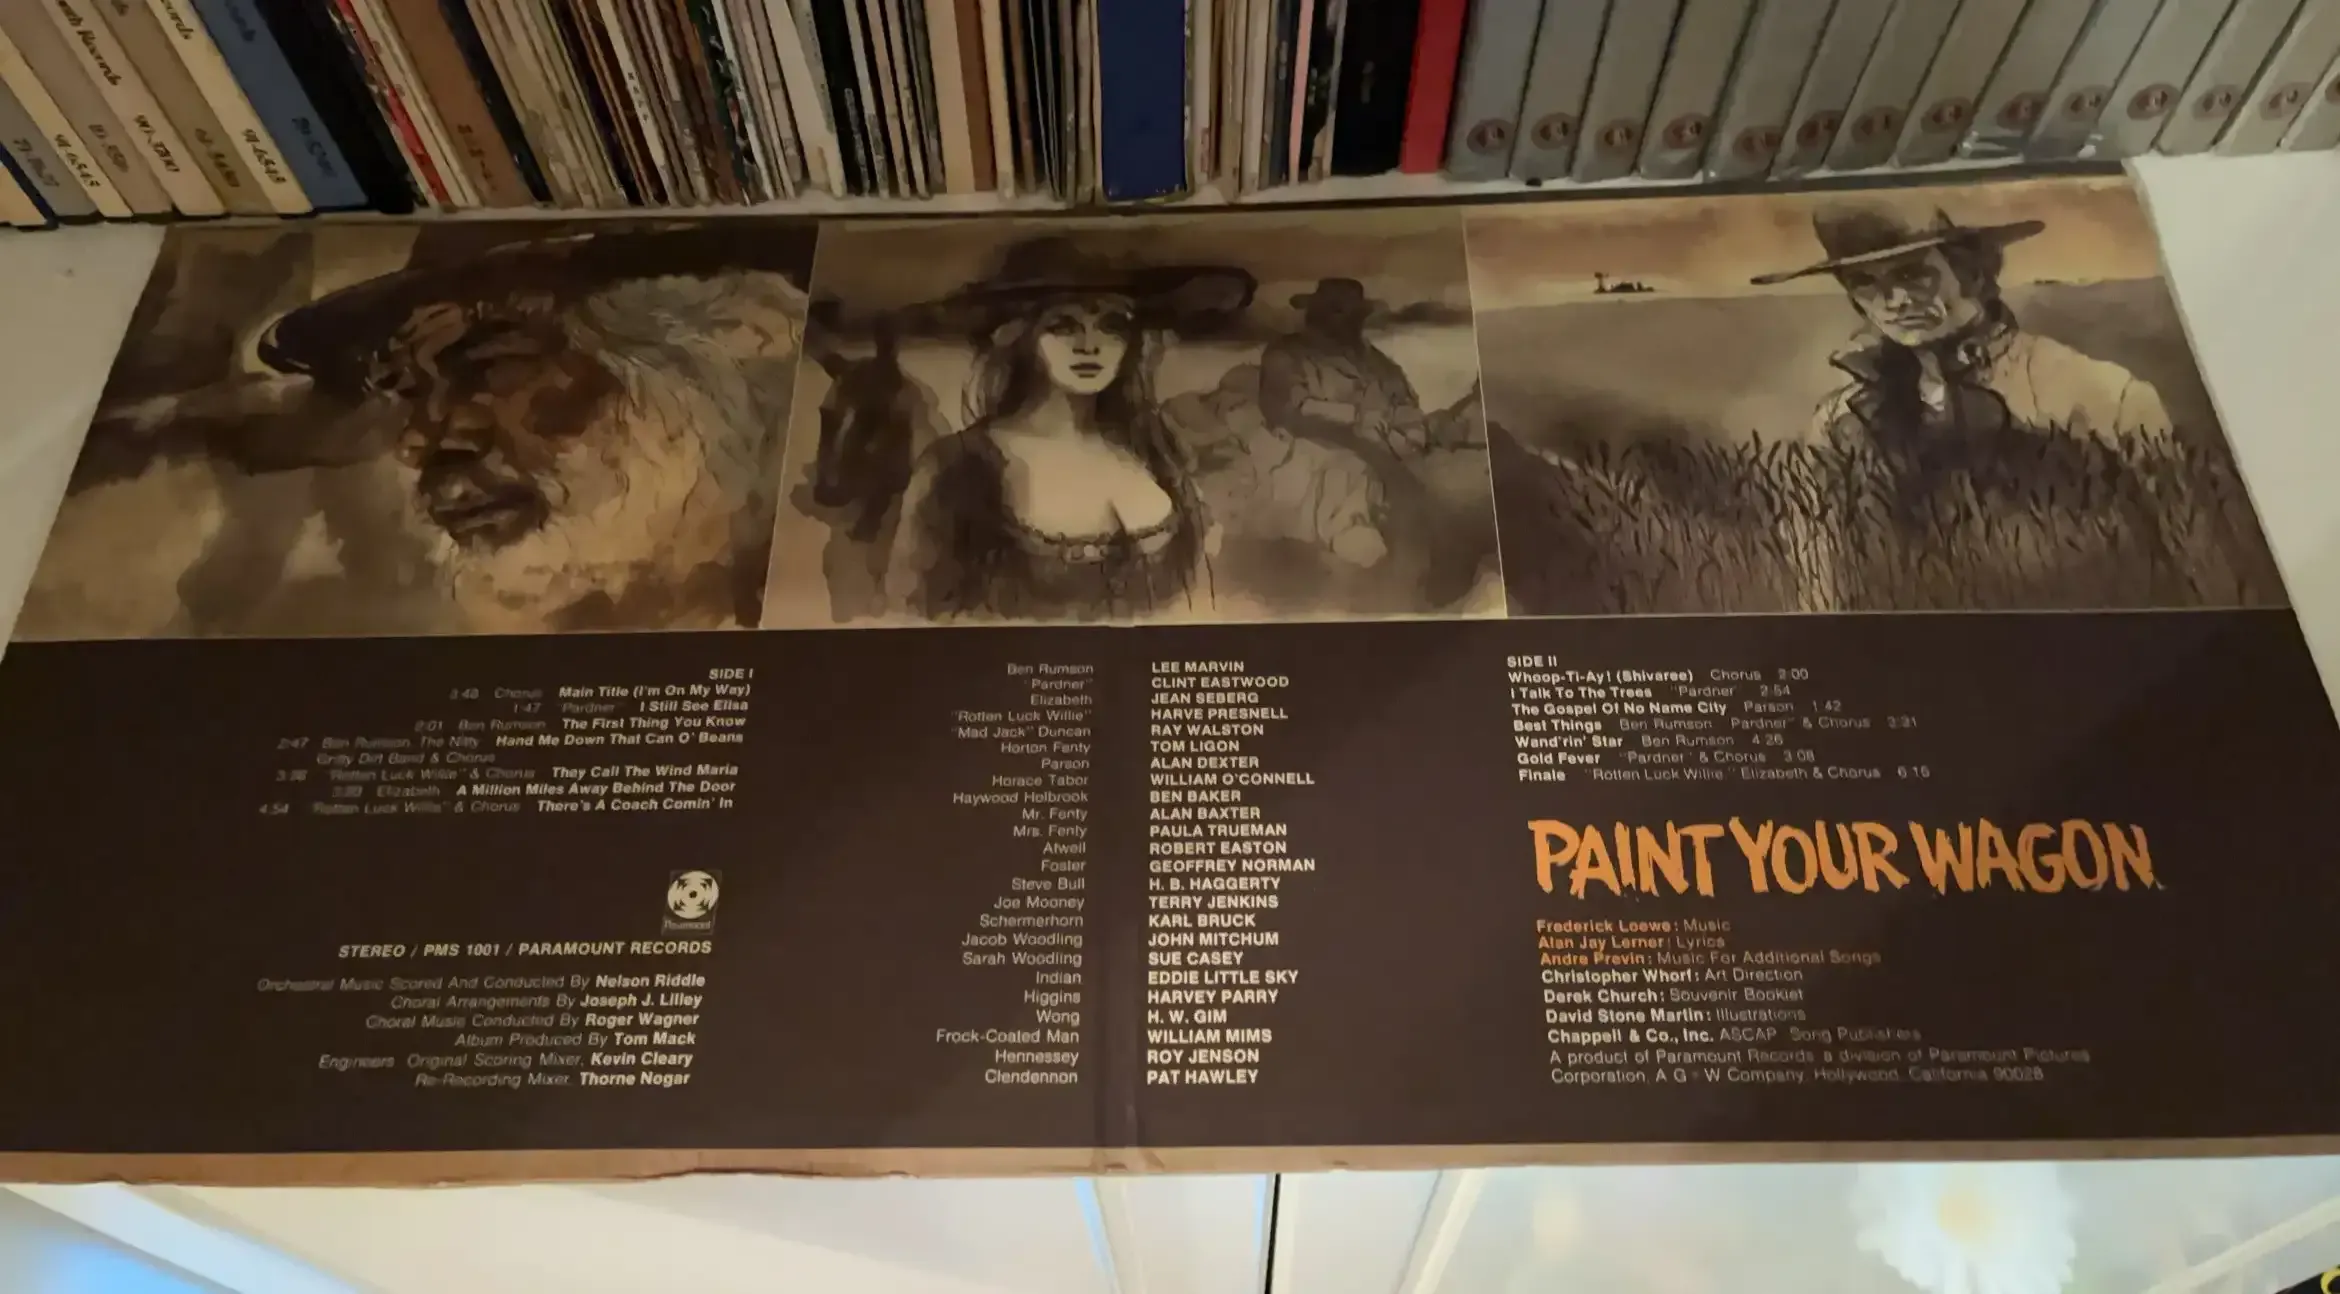 SIDE I
3:48 Chorus Main Title (I'm On My Way)
1:47 "Pardner" I Still See Elisa
2:01 Ben Rumson The First Thing You Know
2:47 Ben Rumson, The Nitty Hand Me Down That Can O' Beans
Gritty Dirt Band & Chorus
"Rotten Luck Willie" & Chorus They Call The Wind Maria
Elizabeth A Million Miles Away Behind The Door
4:54 "Rotten Luck Willie" & Chorus There's A Coach Comin' In
Paramount
STEREO / PMS 1001 / PARAMOUNT RECORDS
Orchestral Music Scored And Conducted By Nelson Riddle
Choral Arrangements By Joseph J. Lilley
Choral Music Conducted By Roger Wagner
Album Produced By Tom Mack
Engineers Original Scoring Mixer, Kevin Cleary
Re-Recording Mixer, Thorne Nogar
Ben Rumson LEE MARVIN
"Pardner" CLINT EASTWOOD
Elizabeth JEAN SEBERG
"Rotten Luck Willie" HARVE PRESNELL
"Mad Jack" Duncan RAY WALSTON
Horton Fenty TOM LIGON
Parson ALAN DEXTER
Horace Tabor WILLIAM O'CONNELL
Haywood Holbrook BEN BAKER
Mr. Fenty ALAN BAXTER
Mrs. Fenty PAULA TRUEMAN
Atwell ROBERT EASTON
Foster GEOFFREY NORMAN
Steve Bull H. B. HAGGERTY
Joe Mooney TERRY JENKINS
Schermerhorn KARL BRUCK
Jacob Woodling JOHN MITCHUM
Sarah Woodling SUE CASEY
Indian EDDIE LITTLE SKY
Higgins HARVEY PARRY
Wong H. W. GIM
Frock-Coated Man WILLIAM MIMS
Hennessey ROY JENSON
Clendennon PAT HAWLEY
SIDE II
Whoop-Ti-Ay! (Shivaree) Chorus 2:00
I Talk To The Trees "Pardner" 2:54
The Gospel Of No Name City Parson 1:42
Best Things Ben Rumson "Pardner" & Chorus 3:31
Wand'rin' Star Ben Rumson 4:26
Gold Fever "Pardner" & Chorus 3:08
Finale "Rotten Luck Willie" Elizabeth & Chorus 6:15
PAINT YOUR WAGON
Frederick Loewe: Music
Alan Jay Lerner: Lyrics
Andre Previn: Music For Additional Songs
Christopher Whorf: Art Direction
Derek Church: Souvenir Booklet
David Stone Martin: Illustrations
Chappell & Co., Inc. ASCAP Song Publishers
A product of Paramount Records a division of Paramount Pictures
Corporation, A G + W Company, Hollywood, California 90028